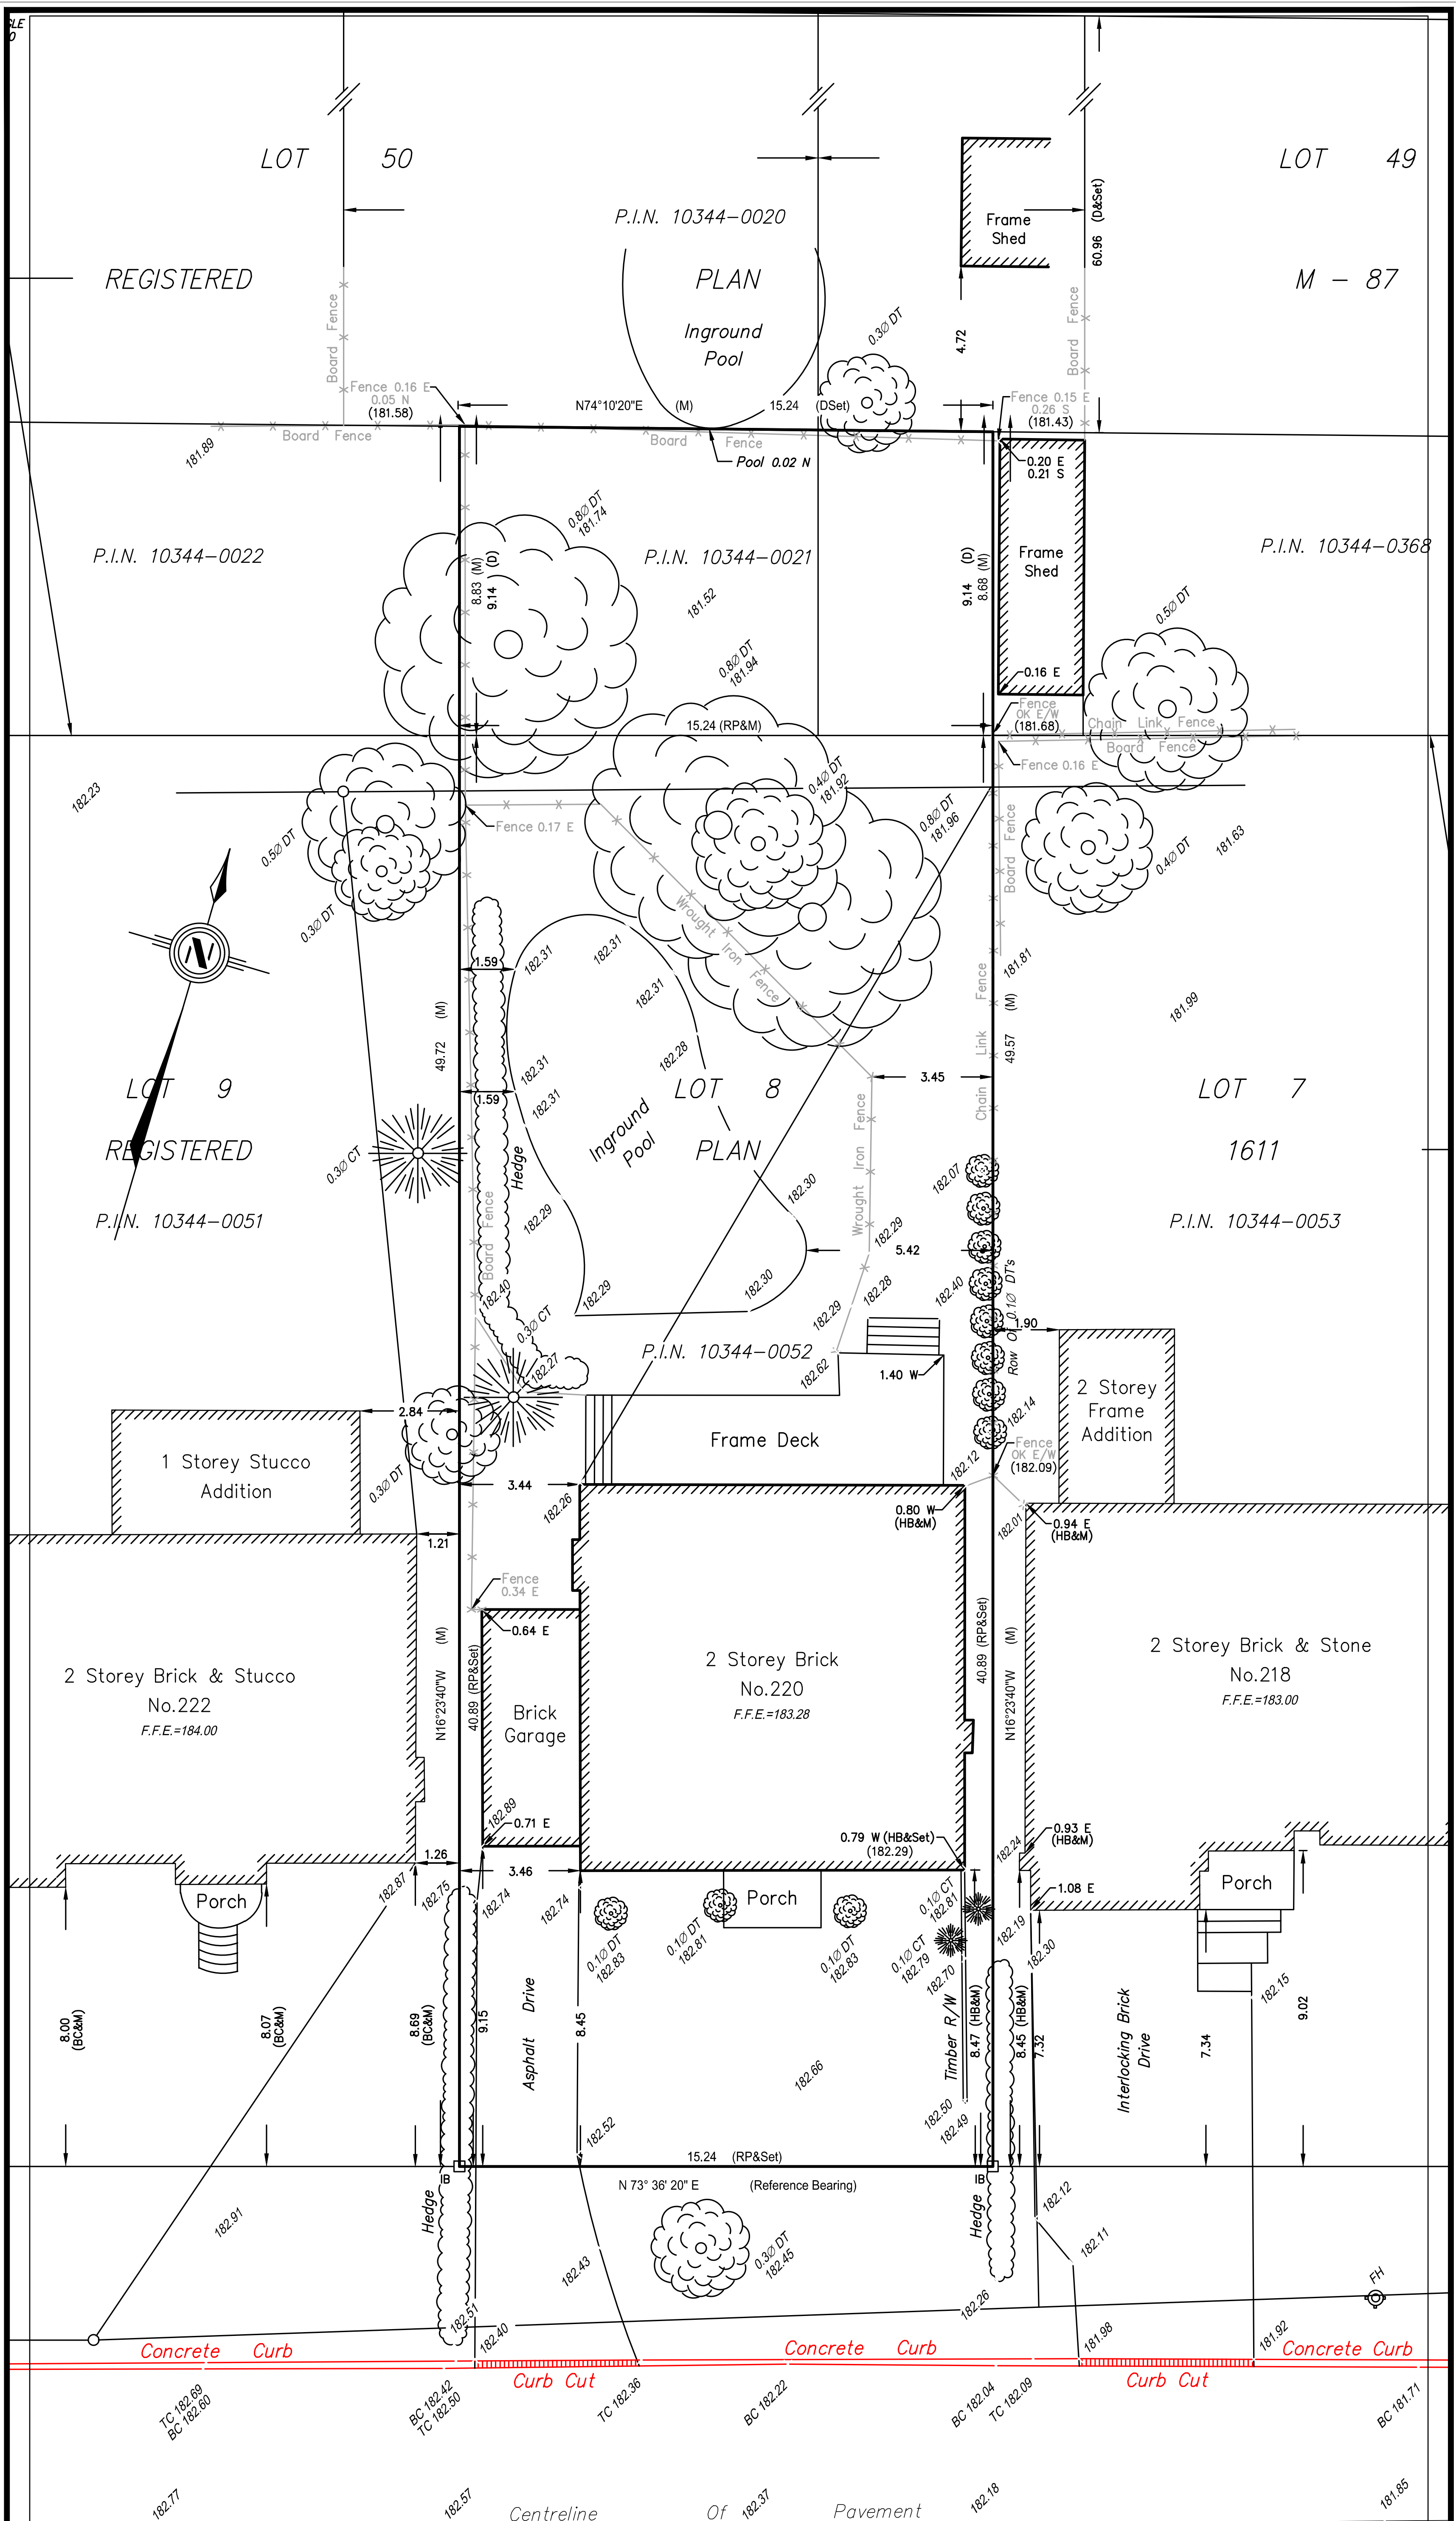 LOT 50
LOT 49
P.I.N. 10344-0020
Frame
Shed
60.96 (D&Set)
REGISTERED PLAN M - 87
Inground
Pool
Board Fence
Board Fence
4.72
0.3Ø DT
Fence 0.16 E
0.05 N
(181.58)
N74°10'20"E (M) 15.24 (DSet)
Fence 0.15 E
0.26 S
(181.43)
Board Fence
Board Fence
181.89
Pool 0.02 N
0.20 E
0.21 S
0.8Ø DT
181.74
P.I.N. 10344-0022
P.I.N. 10344-0021
P.I.N. 10344-0368
8.83 (M)
9.14 (D)
9.14 (D)
8.68 (M)
Frame
Shed
181.52
0.5Ø DT
0.8Ø DT
181.94
0.16 E
15.24 (RP&M)
Fence
OK E/W
(181.68)
Chain Link Fence
Board Fence
Fence 0.16 E
182.23
0.4Ø DT
181.92
0.8Ø DT
181.96
Fence 0.17 E
0.5Ø DT
Board Fence
0.4Ø DT
181.63
0.3Ø DT
Wrought Iron Fence
N
1.59
182.31
182.31
182.31
181.81
Chain Link Fence
49.72 (M)
49.57 (M)
181.99
182.28
182.31
3.45
LOT 9
LOT 8
LOT 7
1.59
182.31
Inground
Pool
REGISTERED PLAN 1611
0.3Ø CT
Hedge
Wrought Iron Fence
182.07
182.30
P.I.N. 10344-0051
P.I.N. 10344-0053
Board Fence
182.29
182.29
5.42
182.40
182.29
182.30
182.28
182.40
Row Of 0.1Ø DT's
0.3Ø CT
182.27
182.29
1.90
P.I.N. 10344-0052
182.62
1.40 W
2 Storey
Frame
Addition
2.84
182.14
Frame Deck
1 Storey Stucco
Addition
0.3Ø DT
Fence
OK E/W
(182.09)
182.12
3.44
182.26
0.80 W
(HB&M)
182.01
0.94 E
(HB&M)
1.21
Fence
0.34 E
0.64 E
N16°23'40"W (M)
40.89 (RP&Set)
40.89 (RP&Set)
N16°23'40"W (M)
2 Storey Brick & Stucco
No.222
F.F.E.=184.00
2 Storey Brick
No.220
F.F.E.=183.28
2 Storey Brick & Stone
No.218
F.F.E.=183.00
Brick
Garage
182.89
0.71 E
0.79 W (HB&Set)
(182.29)
182.24
0.93 E
(HB&M)
1.26
3.46
Porch
182.87
182.75
182.74
182.74
Porch
0.1Ø CT
182.81
1.08 E
Porch
0.1Ø DT
182.83
0.1Ø DT
182.81
0.1Ø DT
182.83
0.1Ø CT
182.79
182.70
182.19
182.30
182.15
8.00
(BC&M)
8.07
(BC&M)
8.69
(BC&M)
9.15
Asphalt Drive
8.45
Timber R/W
8.47 (HB&M)
8.45 (HB&M)
7.32
Interlocking Brick
Drive
7.34
9.02
182.66
182.50
182.49
182.52
15.24 (RP&Set)
IB
IB
N 73° 36' 20" E (Reference Bearing)
Hedge
Hedge
182.91
182.12
182.43
0.3Ø DT
182.45
182.11
182.51
182.26
FH
182.40
181.98
181.92
Concrete Curb
Concrete Curb
Concrete Curb
Curb Cut
Curb Cut
TC 182.69
BC 182.60
BC 182.42
TC 182.50
TC 182.36
BC 182.22
BC 182.04
TC 182.09
BC 181.71
182.77
182.57
182.37
182.18
181.85
Centreline Of Pavement